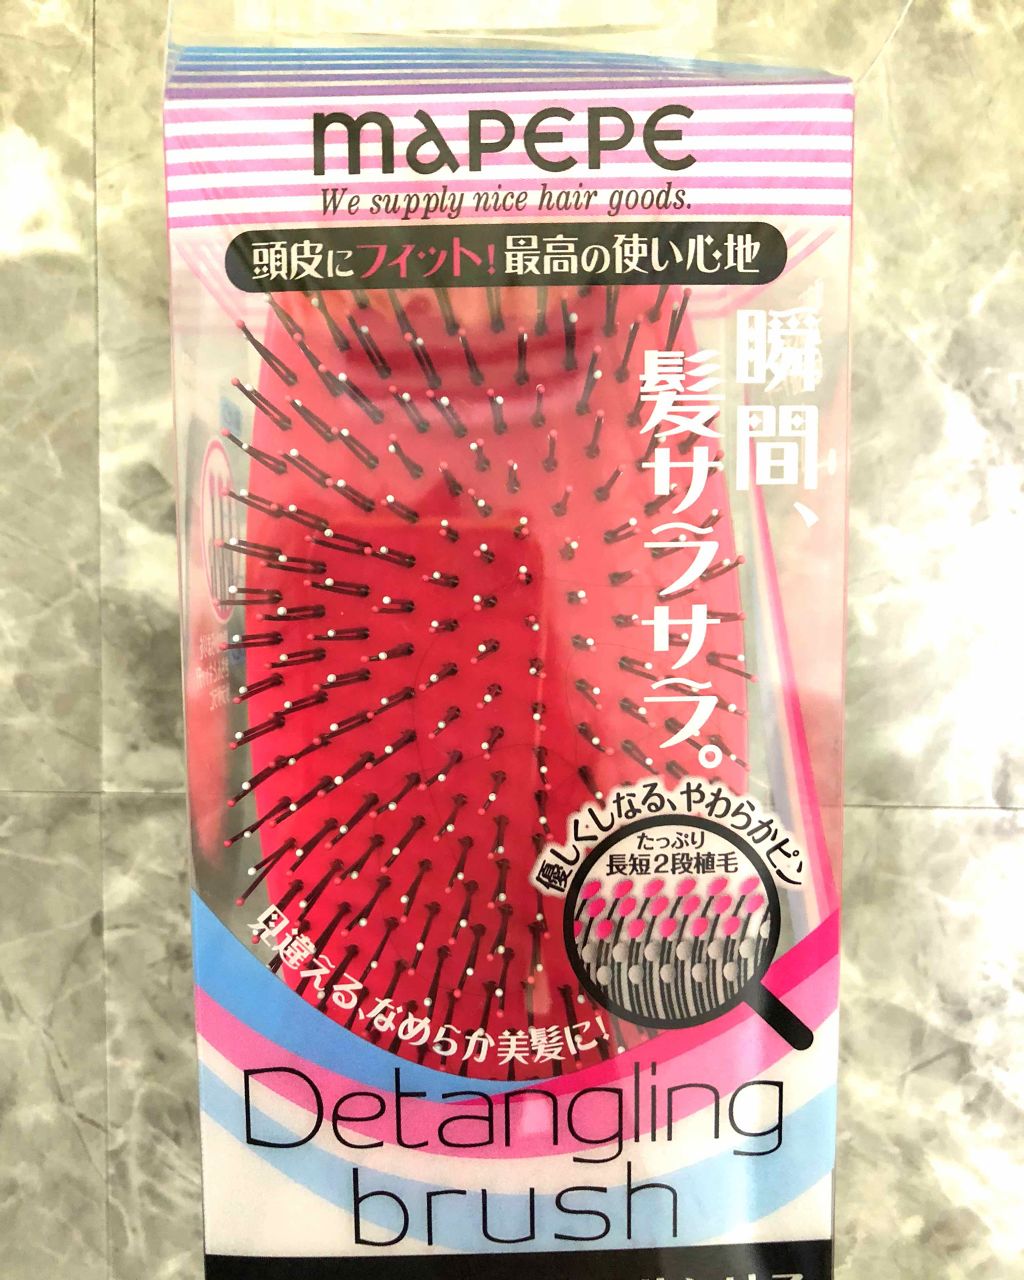 maPEPE
We supply nice hair goods.
頭皮にフィット!最高の使い心地
瞬間、
髪サラサラ。
優しくしなる、やわらかピン
たっぷり
長短2段植毛
見違える、なめらか美髪に!
Detangling
brush